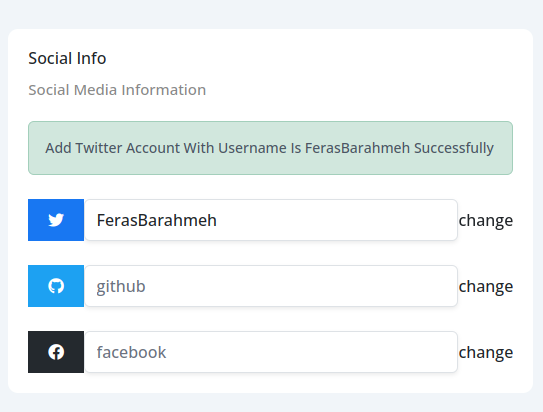 Social Info
Social Media Information
Add Twitter Account With Username Is FerasBarahmeh Successfully
FerasBarahmeh change
github change
facebook change